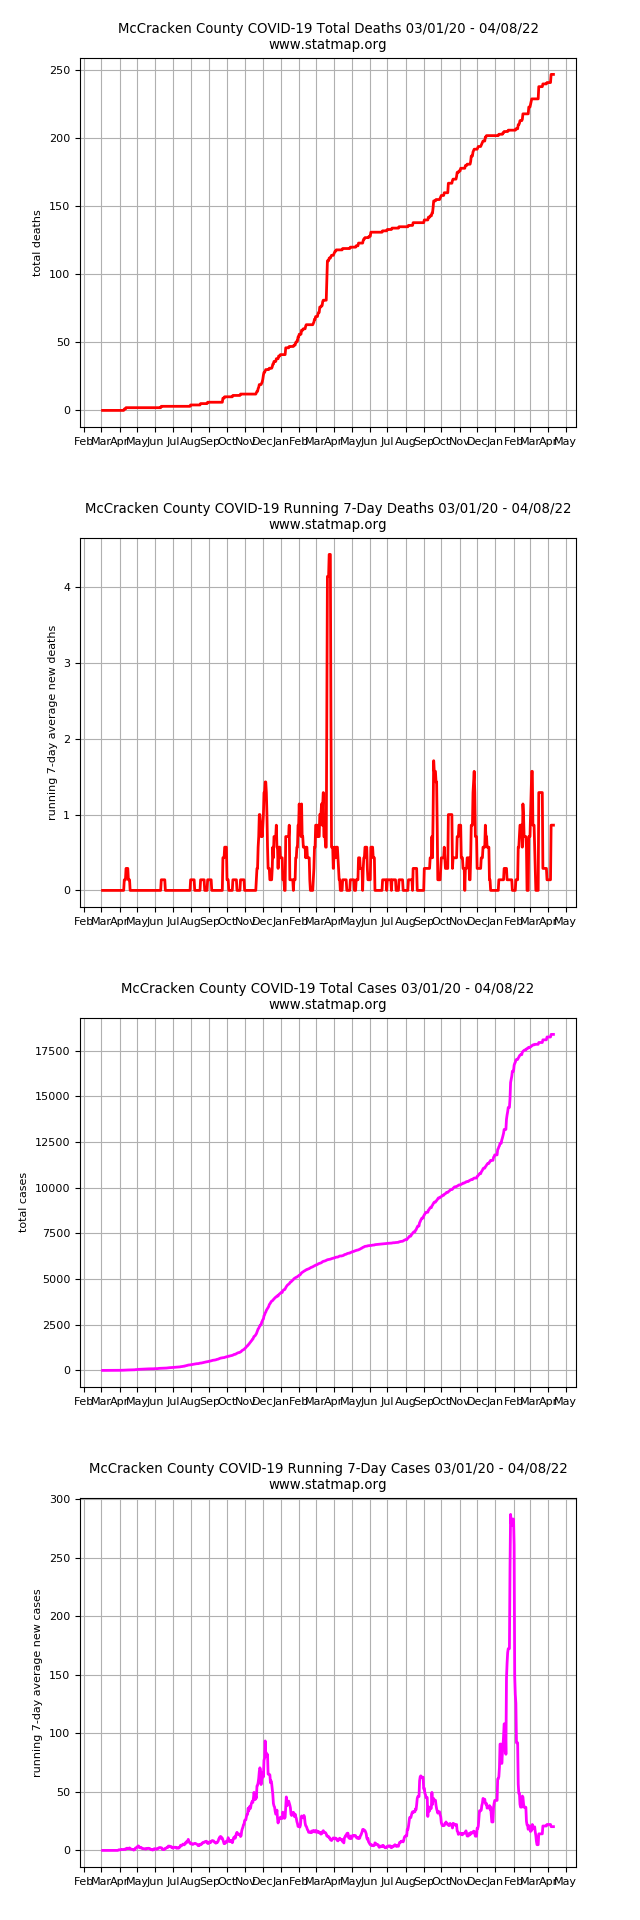 McCracken County COVID-19 Total Deaths 03/01/20 - 04/08/22
www.statmap.org
250
200
150
100
50
0
total deaths
Feb Mar Apr May Jun Jul Aug Sep Oct Nov Dec Jan Feb Mar Apr May Jun Jul Aug Sep Oct Nov Dec Jan Feb Mar Apr May
McCracken County COVID-19 Running 7-Day Deaths 03/01/20 - 04/08/22
www.statmap.org
4
3
2
1
0
running 7-day average new deaths
Feb Mar Apr May Jun Jul Aug Sep Oct Nov Dec Jan Feb Mar Apr May Jun Jul Aug Sep Oct Nov Dec Jan Feb Mar Apr May
McCracken County COVID-19 Total Cases 03/01/20 - 04/08/22
www.statmap.org
17500
15000
12500
10000
7500
5000
2500
0
total cases
Feb Mar Apr May Jun Jul Aug Sep Oct Nov Dec Jan Feb Mar Apr May Jun Jul Aug Sep Oct Nov Dec Jan Feb Mar Apr May
McCracken County COVID-19 Running 7-Day Cases 03/01/20 - 04/08/22
www.statmap.org
300
250
200
150
100
50
0
running 7-day average new cases
Feb Mar Apr May Jun Jul Aug Sep Oct Nov Dec Jan Feb Mar Apr May Jun Jul Aug Sep Oct Nov Dec Jan Feb Mar Apr May